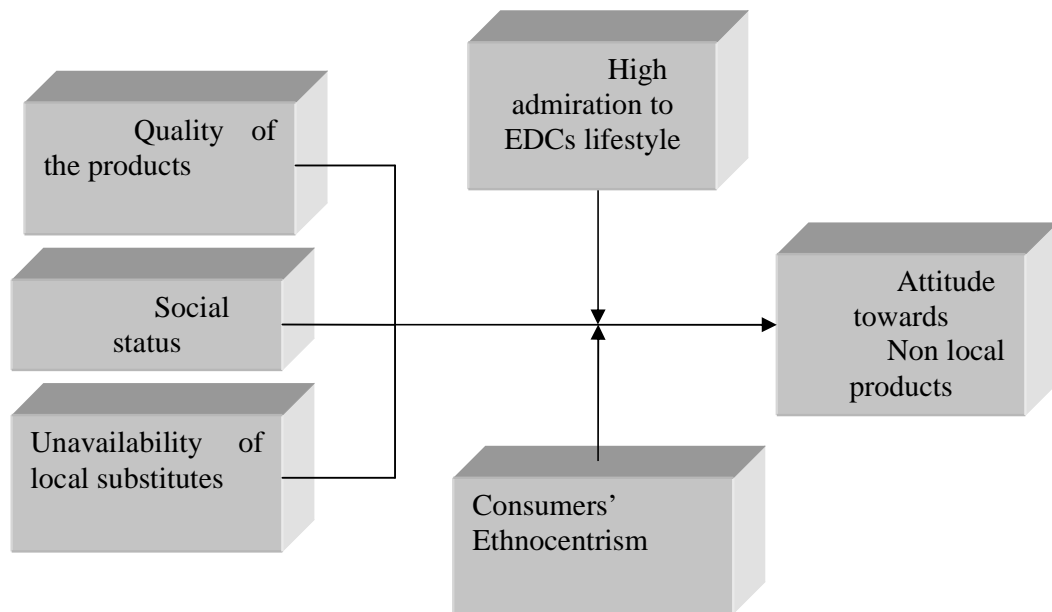 High
admiration to
EDCs lifestyle
Quality of
the products
Social
status
Unavailability of
local substitutes
Attitude
towards
Non local
products
Consumers’
Ethnocentrism